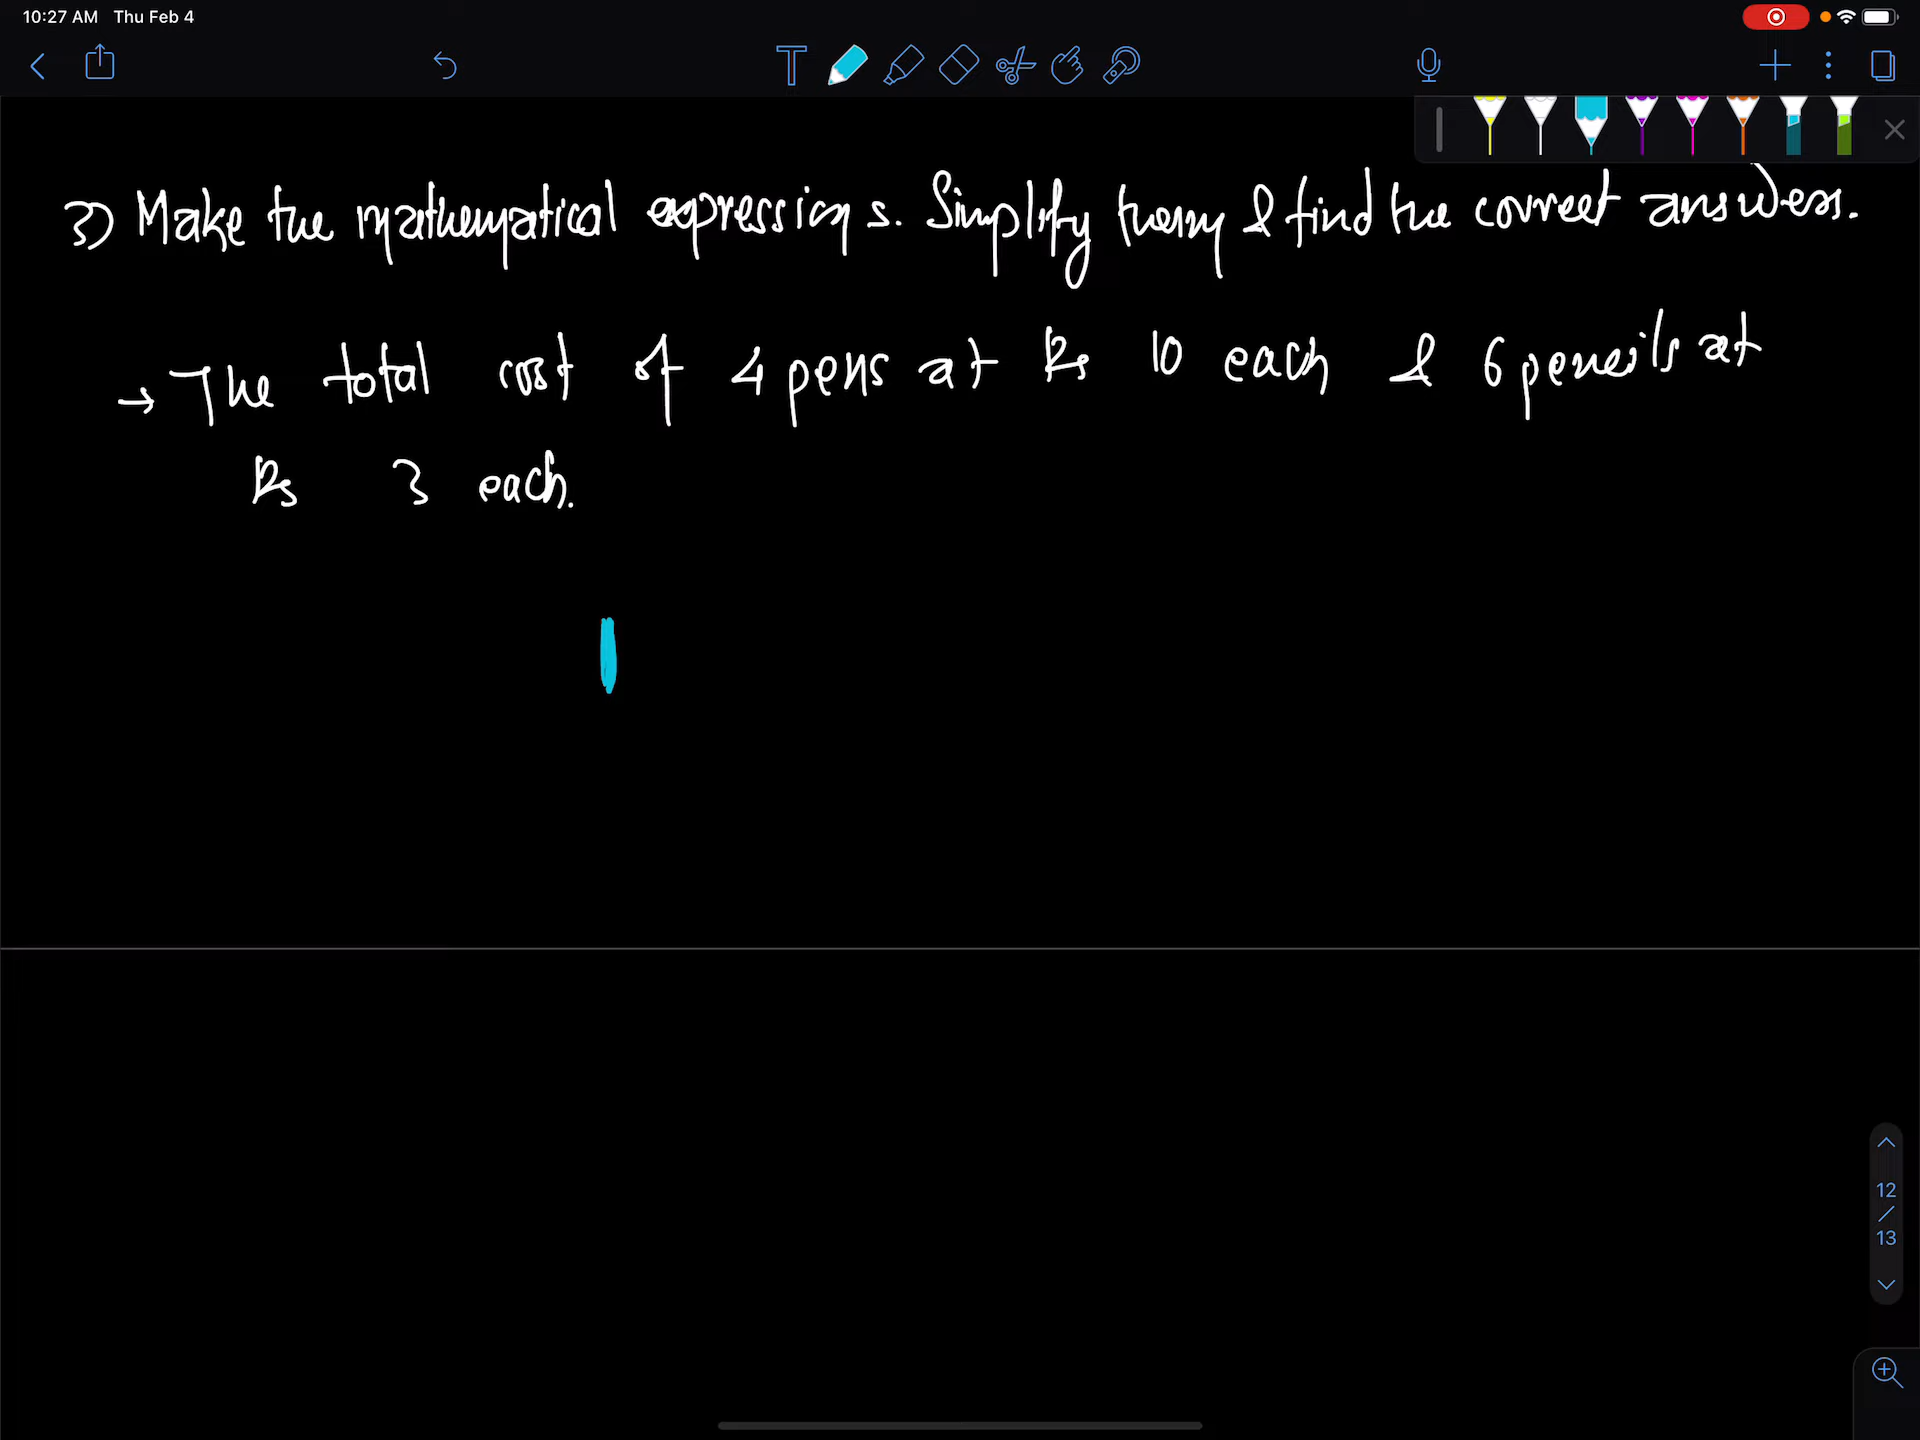 10:27 AM Thu Feb 4
3) Make the mathematical expressions. Simplify them & find the correct answers.
→ The total cost of 4 pens at Rs 10 each & 6 pencils at
Rs 3 each.
12
/
13